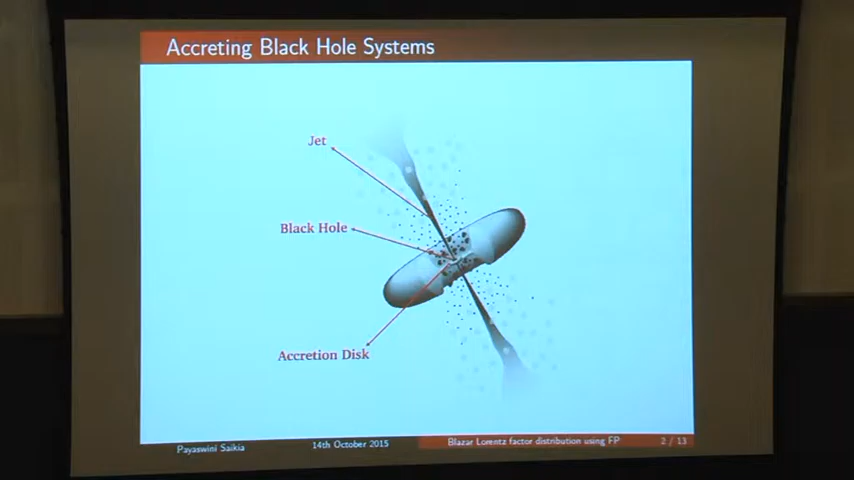 Accreting Black Hole Systems
Jet
Black Hole
Accretion Disk
Payaswini Saikia
14th October 2015
Blazar Lorentz factor distribution using FP
2 / 13